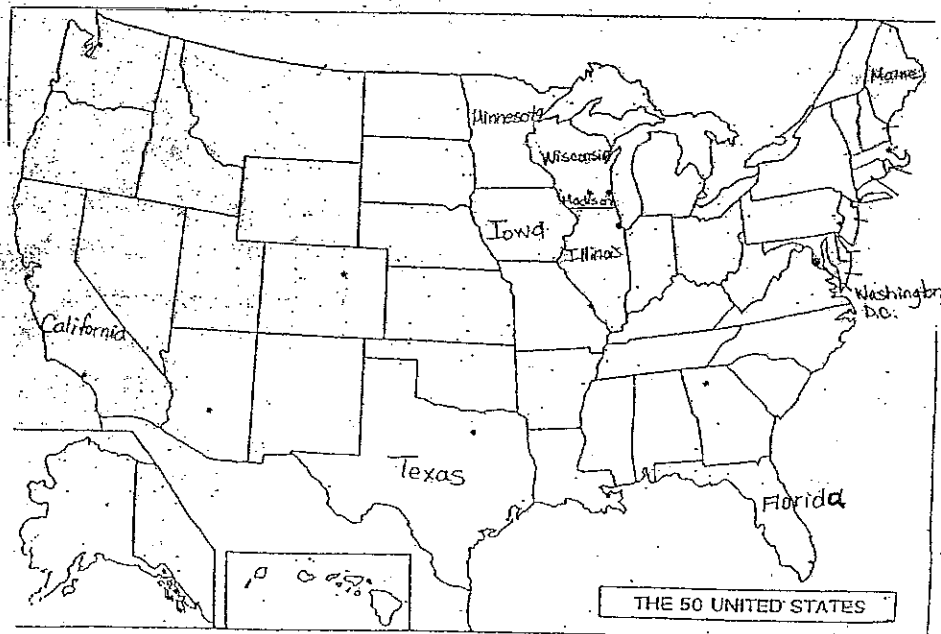 Maine
Minnesota
Wisconsin
Madison
Iowa
Illinois
Washington,
D.C.
California
Texas
Florida
THE 50 UNITED STATES